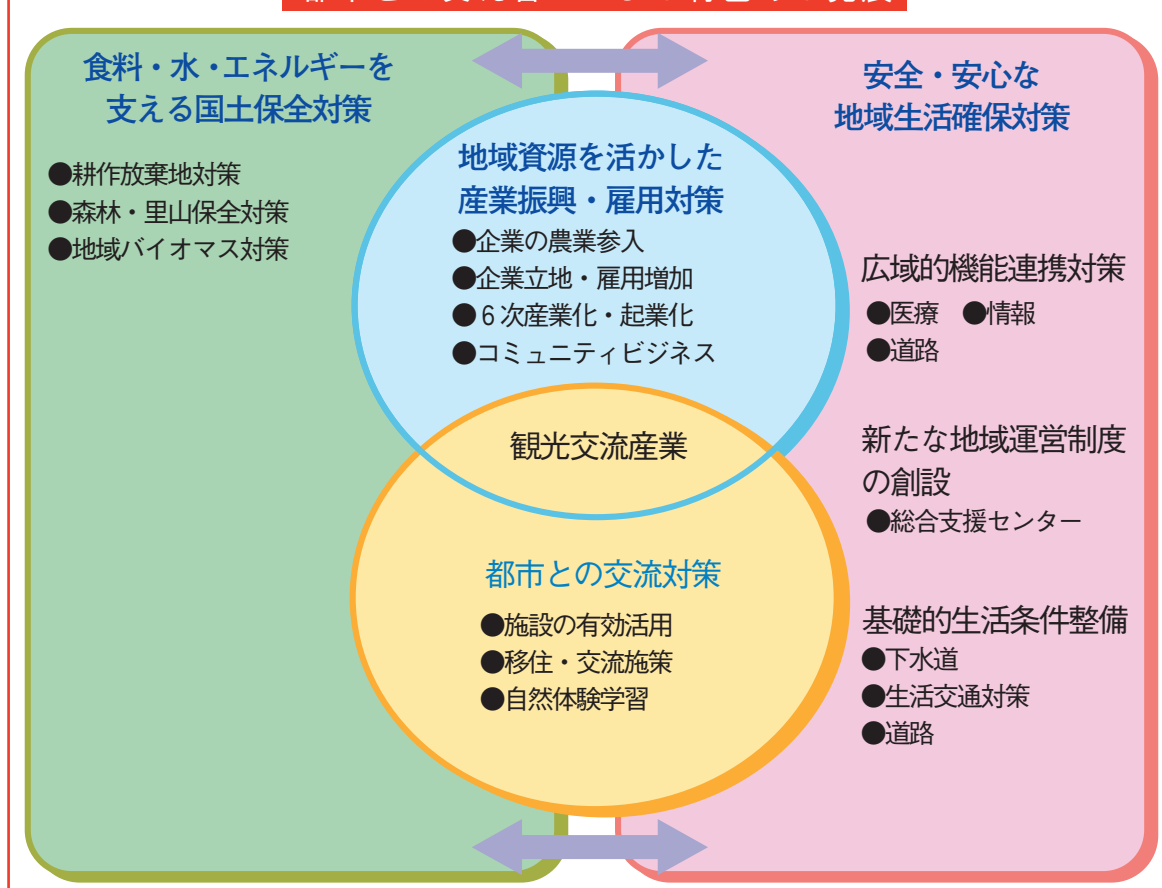 食料・水・エネルギーを
支える国土保全対策
●耕作放棄地対策
●森林・里山保全対策
●地域バイオマス対策
地域資源を活かした
産業振興・雇用対策
●企業の農業参入
●企業立地・雇用増加
●６次産業化・起業化
●コミュニティビジネス
観光交流産業
都市との交流対策
●施設の有効活用
●移住・交流施策
●自然体験学習
安全・安心な
地域生活確保対策
広域的機能連携対策
●医療　●情報
●道路
新たな地域運営制度
の創設
●総合支援センター
基礎的生活条件整備
●下水道
●生活交通対策
●道路